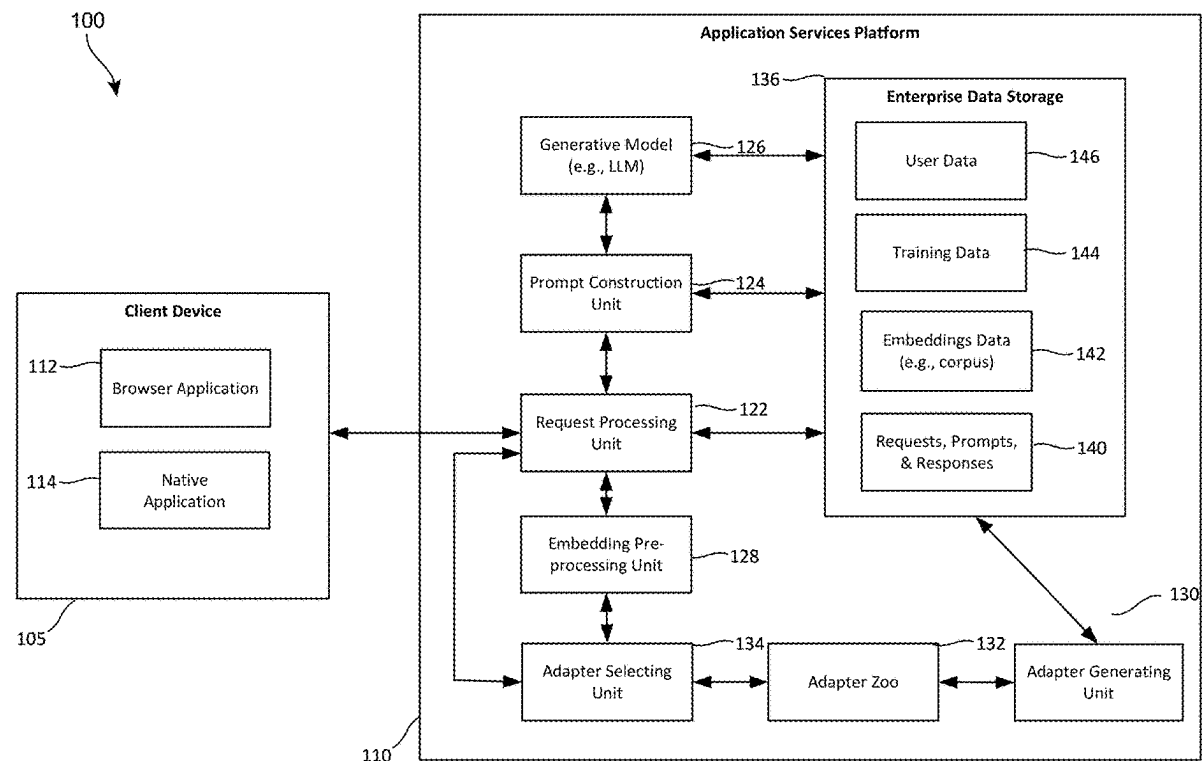 100
Application Services Platform
136
Enterprise Data Storage
Generative Model
(e.g., LLM)
126
User Data
146
Training Data
144
Prompt Construction
Unit
124
Client Device
Embeddings Data
(e.g., corpus)
142
112
Browser Application
Request Processing
Unit
122
Requests, Prompts,
& Responses
140
114
Native
Application
Embedding Pre-
processing Unit
128
105
130
134
132
Adapter Selecting
Unit
Adapter Zoo
Adapter Generating
Unit
110